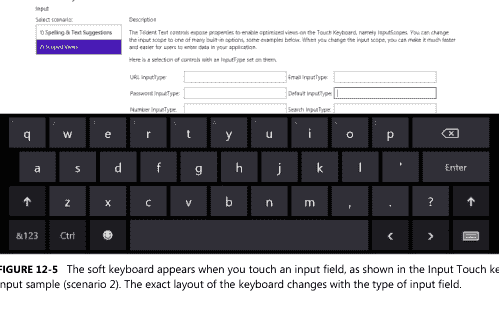 Input
Select scenario:
Description
1) Spelling & Text Suggestions
2) Scoped Views
The Trident Text controls expose properties to enable optimized views on the Touch Keyboard, namely InputScopes. You can change
the input scope to one of many built-in options, some examples below. When you change the input scope, you can make it much faster
and easier for users to enter data in your application.
Here is a selection of controls with an InputType set on them.
URL InputType:
Email InputType:
Password InputType:
Default InputType:
Number InputType:
Search InputType:
q w e r t y u i o p
a s d f g h j k l ' Enter
z x c v b n m , . ?
&123 Ctrl
FIGURE 12-5 The soft keyboard appears when you touch an input field, as shown in the Input Touch ke
nput sample (scenario 2). The exact layout of the keyboard changes with the type of input field.